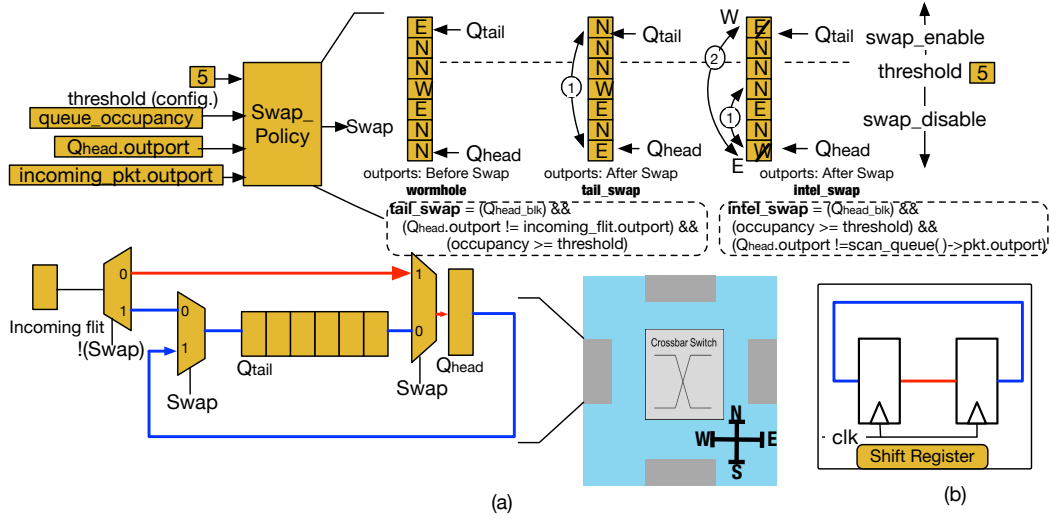 5
threshold (config.)
queue_occupancy
Qhead.outport
incoming_pkt.outport
Swap_
Policy
Swap
E
N
N
W
E
N
N
Qtail
Qhead
outports: Before Swap
wormhole
N
N
N
W
E
N
E
1
Qtail
Qhead
outports: After Swap
tail_swap
W
E
N
N
N
E
N
W
E
2
1
Qtail
Qhead
outports: After Swap
intel_swap
swap_enable
threshold 5
swap_disable
tail_swap = (Qhead_blk) &&
(Qhead.outport != incoming_flit.outport) &&
(occupancy >= threshold)
intel_swap = (Qhead_blk) &&
(occupancy >= threshold) &&
(Qhead.outport !=scan_queue()->pkt.outport)
Incoming flit
0
1
!(Swap)
0
1
Swap
Qtail
1
0
Swap
Qhead
Crossbar Switch
N
W E
S
clk
Shift Register
(a)
(b)